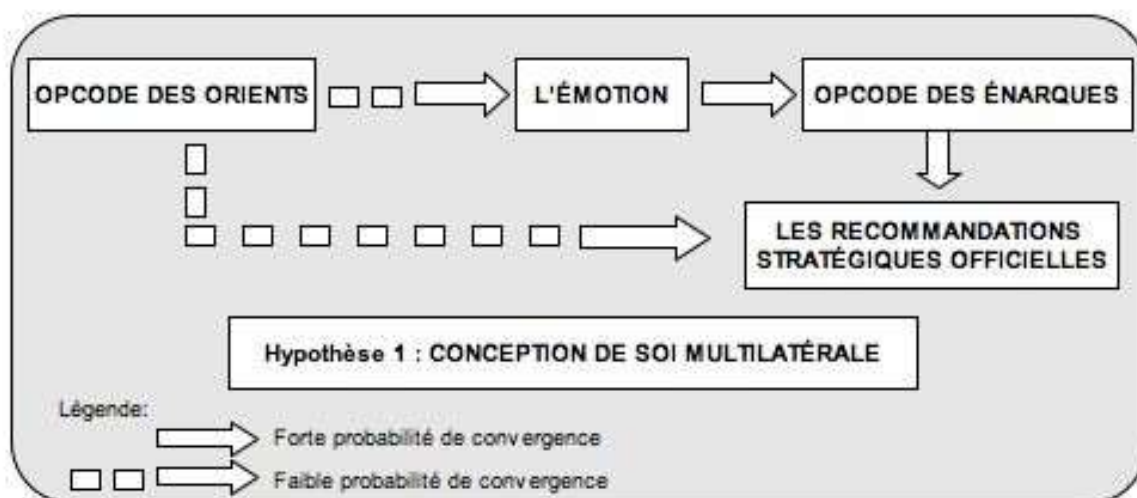 OPCODE DES ORIENTS
L'ÉMOTION
OPCODE DES ÉNARQUES
LES RECOMMANDATIONS
STRATÉGIQUES OFFICIELLES
Hypothèse 1 : CONCEPTION DE SOI MULTILATÉRALE
Légende:
Forte probabilité de convergence
Faible probabilité de convergence